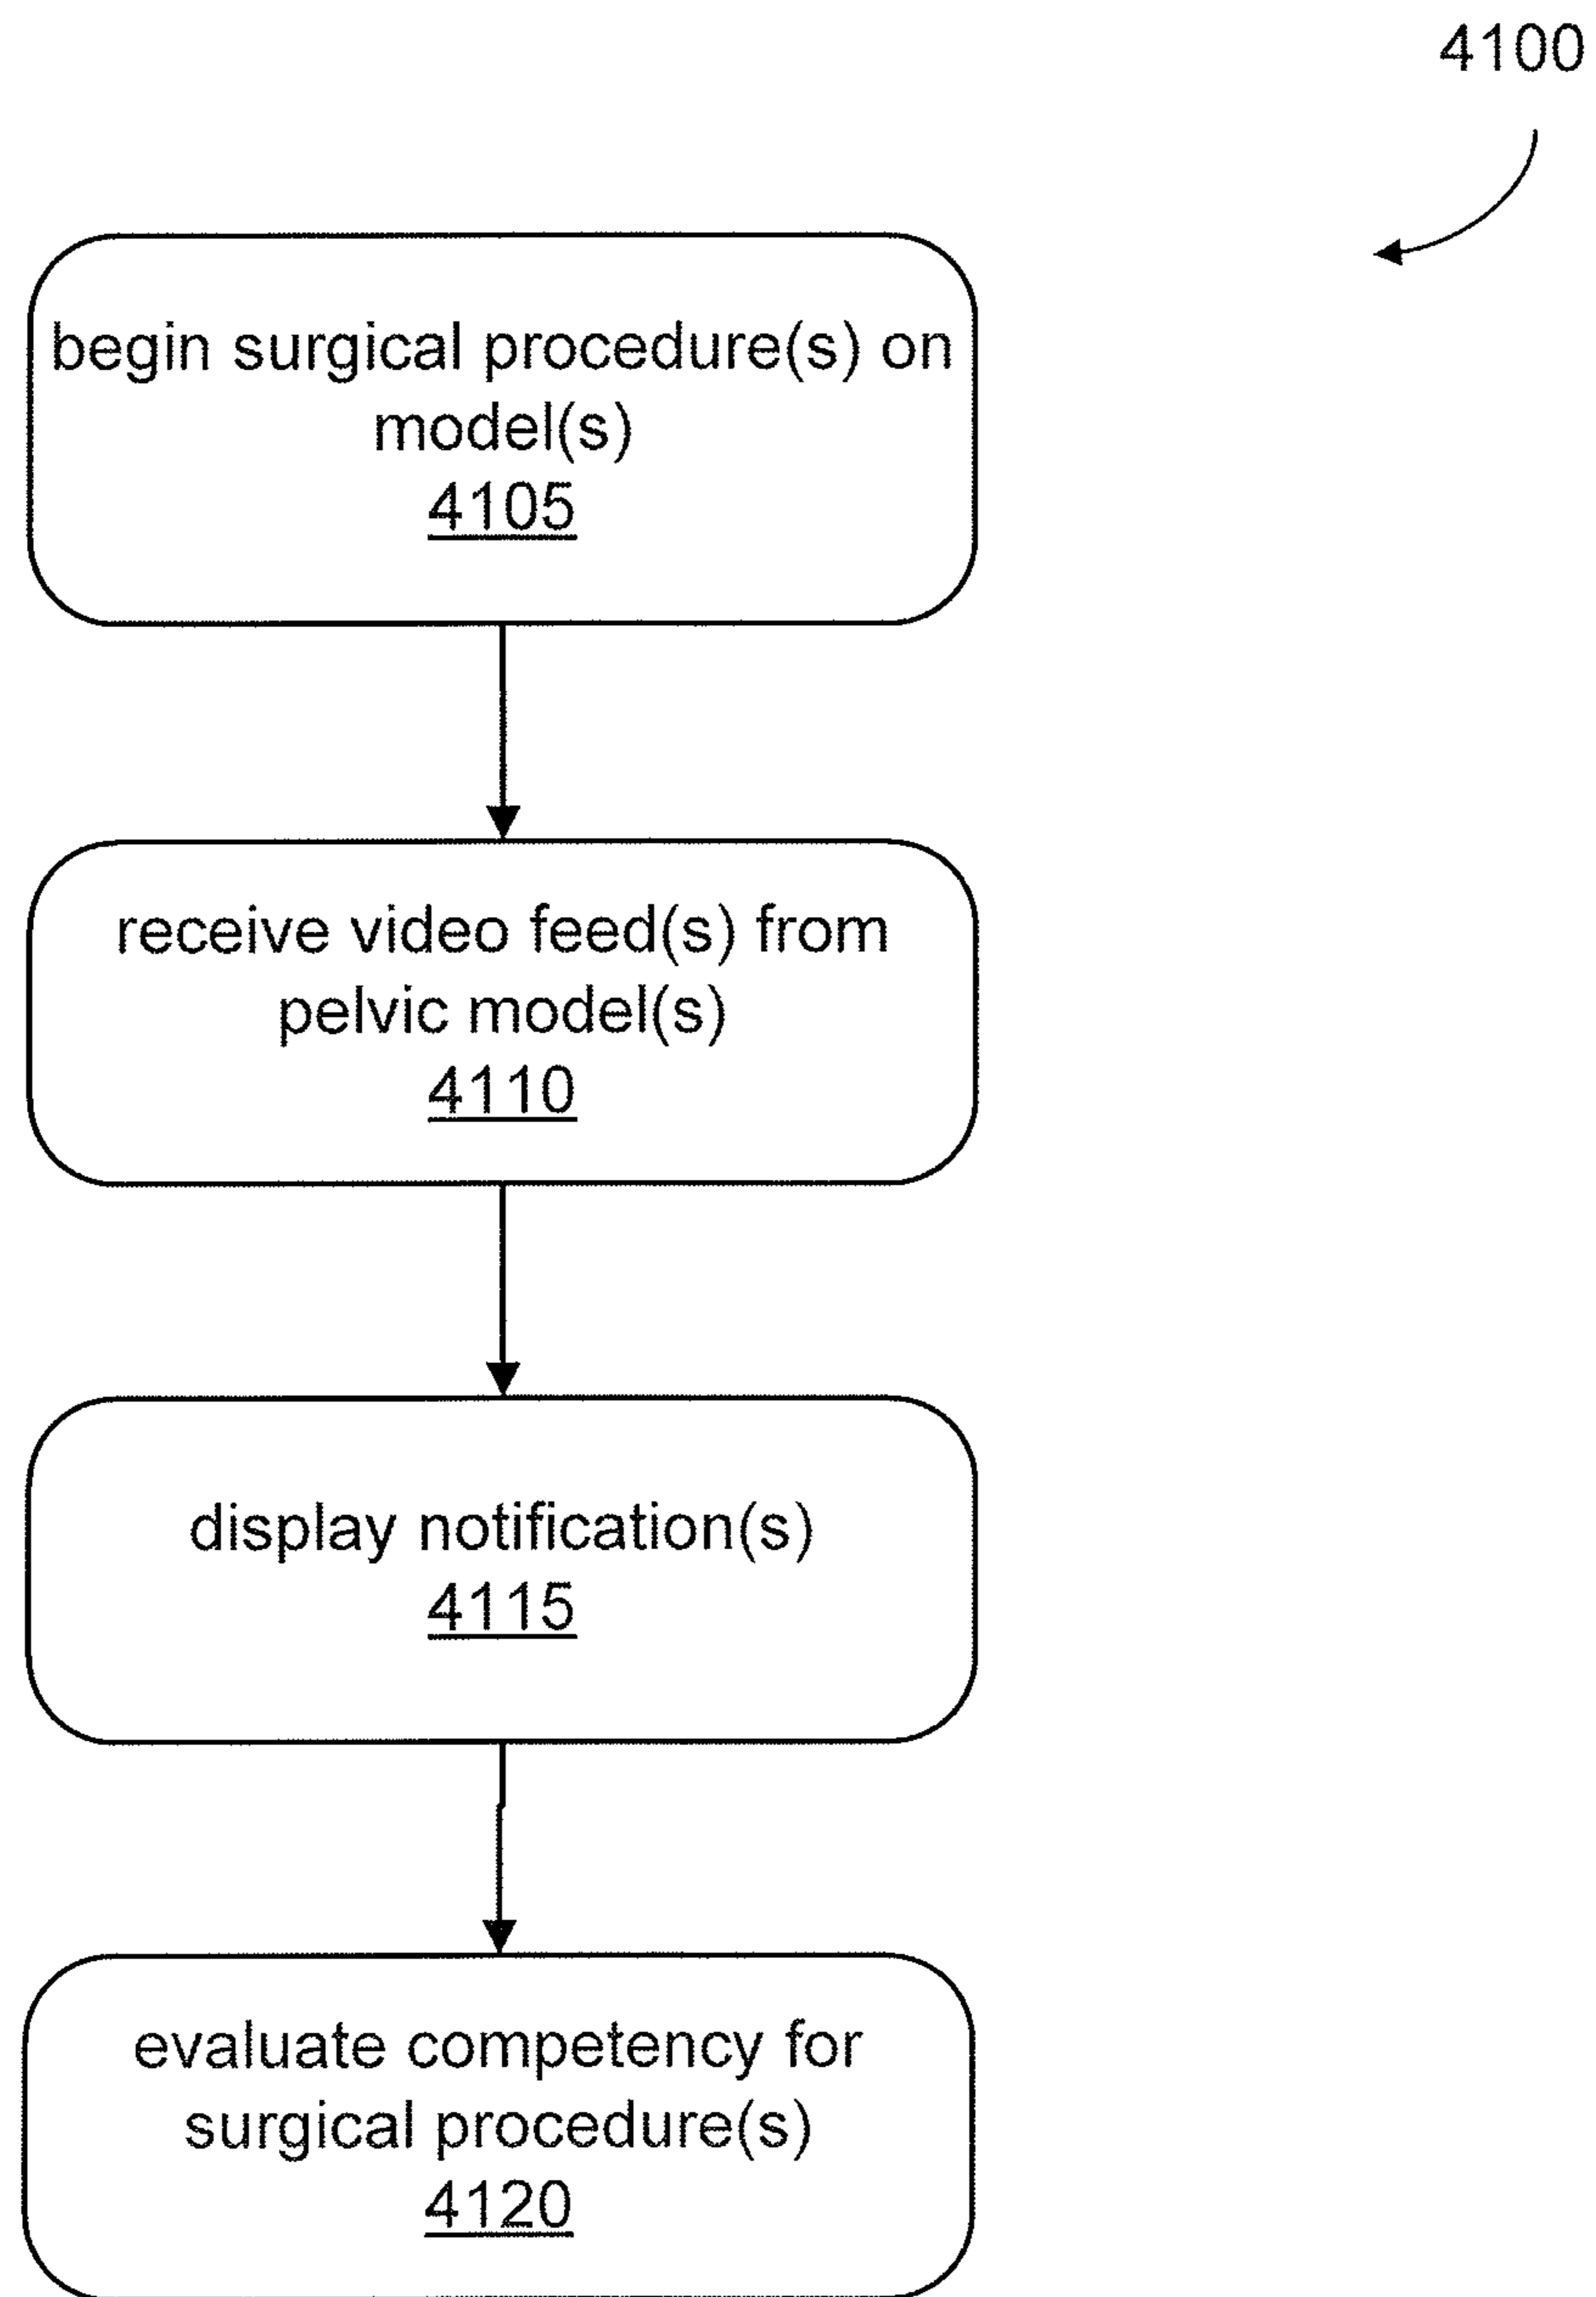 4100
begin surgical procedure(s) on
model(s)
4105
receive video feed(s) from
pelvic model(s)
4110
display notification(s)
4115
evaluate competency for
surgical procedure(s)
4120